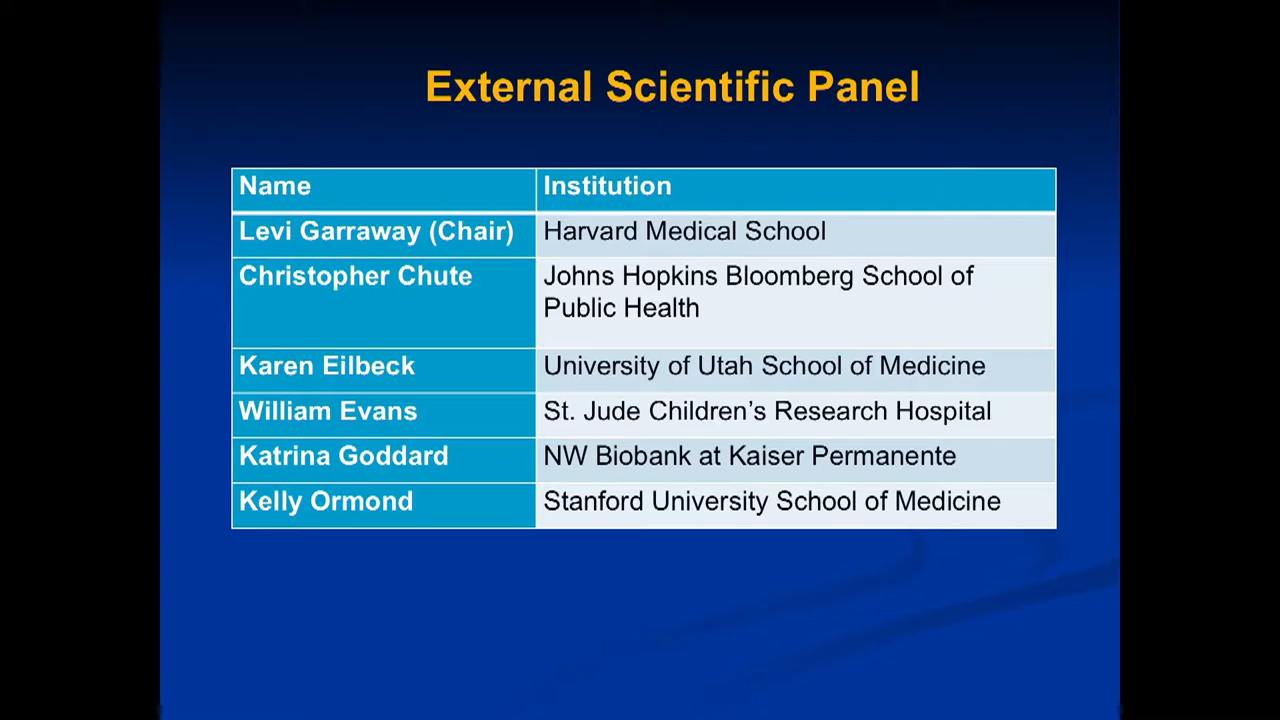 External Scientific Panel
Name Institution
Levi Garraway (Chair) Harvard Medical School
Christopher Chute Johns Hopkins Bloomberg School of
Public Health
Karen Eilbeck University of Utah School of Medicine
William Evans St. Jude Children’s Research Hospital
Katrina Goddard NW Biobank at Kaiser Permanente
Kelly Ormond Stanford University School of Medicine